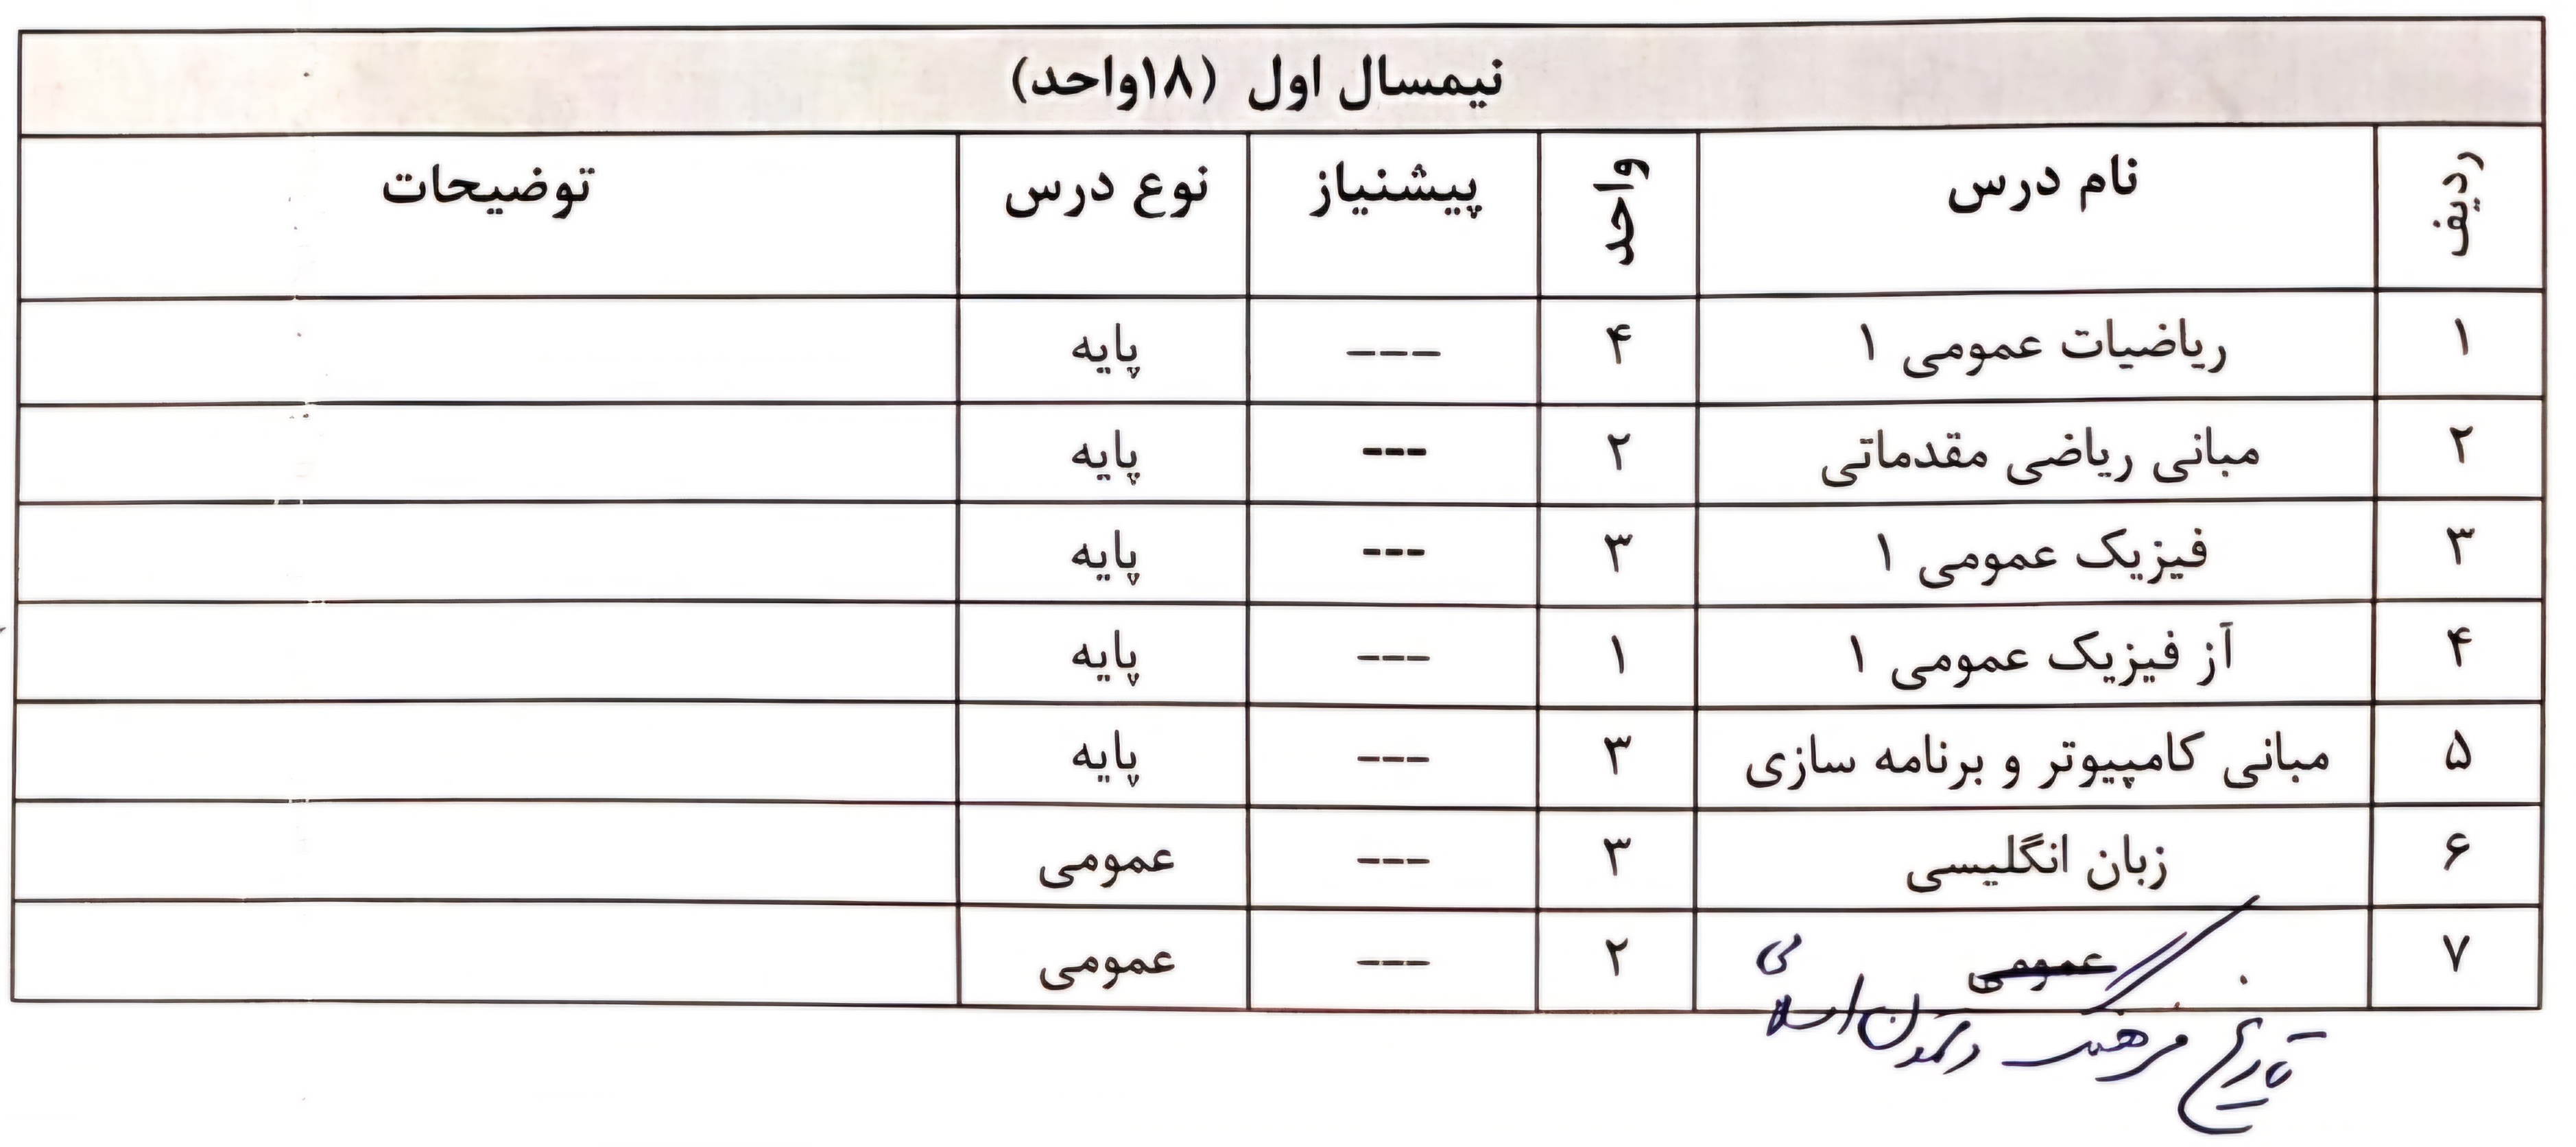 نیمسال اول (۱۸واحد)
ردیف نام درس واحد پیشنیاز نوع درس توضیحات
۱ ریاضیات عمومی ۱ ۴ --- پایه
۲ مبانی ریاضی مقدماتی ۲ --- پایه
۳ فیزیک عمومی ۱ ۳ --- پایه
۴ آز فیزیک عمومی ۱ ۱ --- پایه
۵ مبانی کامپیوتر و برنامه سازی ۳ --- پایه
۶ زبان انگلیسی ۳ --- عمومی
۷ عمومی ۲ --- عمومی
تاریخ فرهنگ و تمدن اسلامی